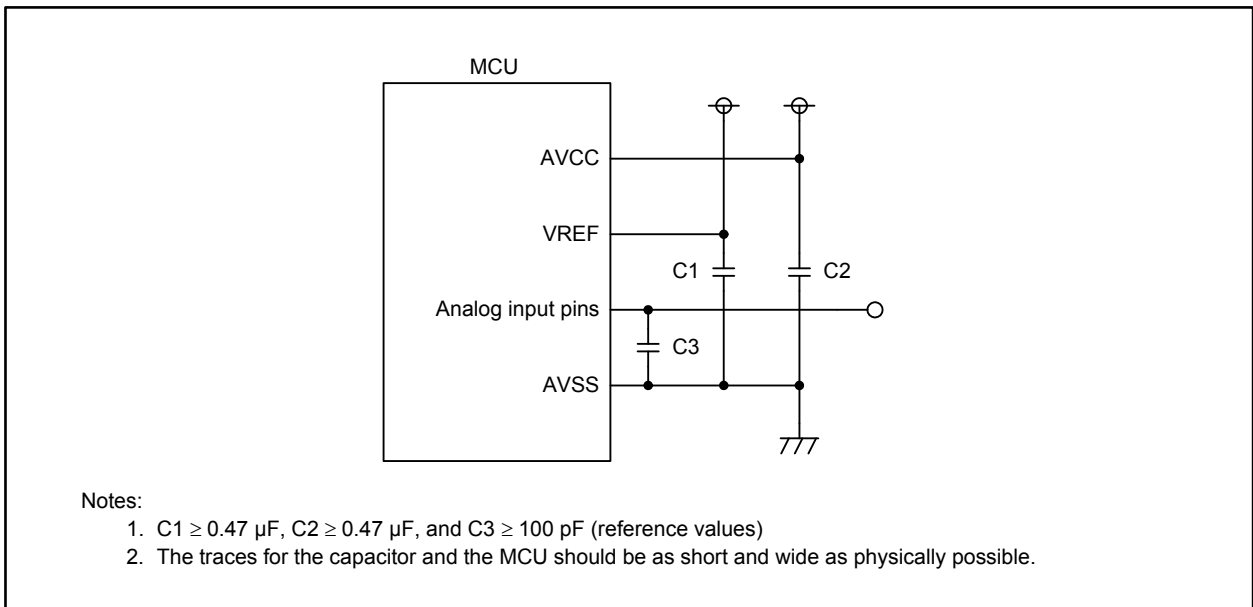 MCU
AVCC
VREF
C1
C2
Analog input pins
C3
AVSS
Notes:
1. C1 ≥ 0.47 µF, C2 ≥ 0.47 µF, and C3 ≥ 100 pF (reference values)
2. The traces for the capacitor and the MCU should be as short and wide as physically possible.